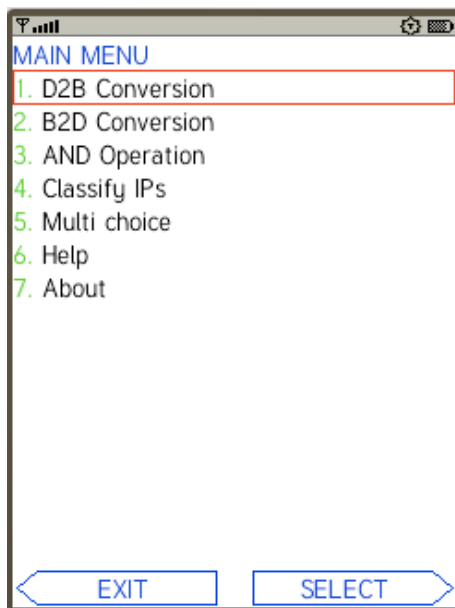 MAIN MENU
1. D2B Conversion
2. B2D Conversion
3. AND Operation
4. Classify IPs
5. Multi choice
6. Help
7. About
EXIT SELECT